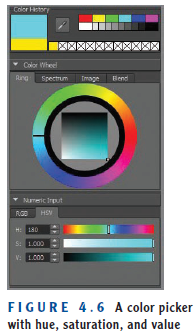 Color History
Color Wheel
Ring Spectrum Image Blend
Numeric Input
RGB HSV
H: 180
S: 1.000
V: 1.000
FIGURE 4.6 A color picker
with hue, saturation, and value